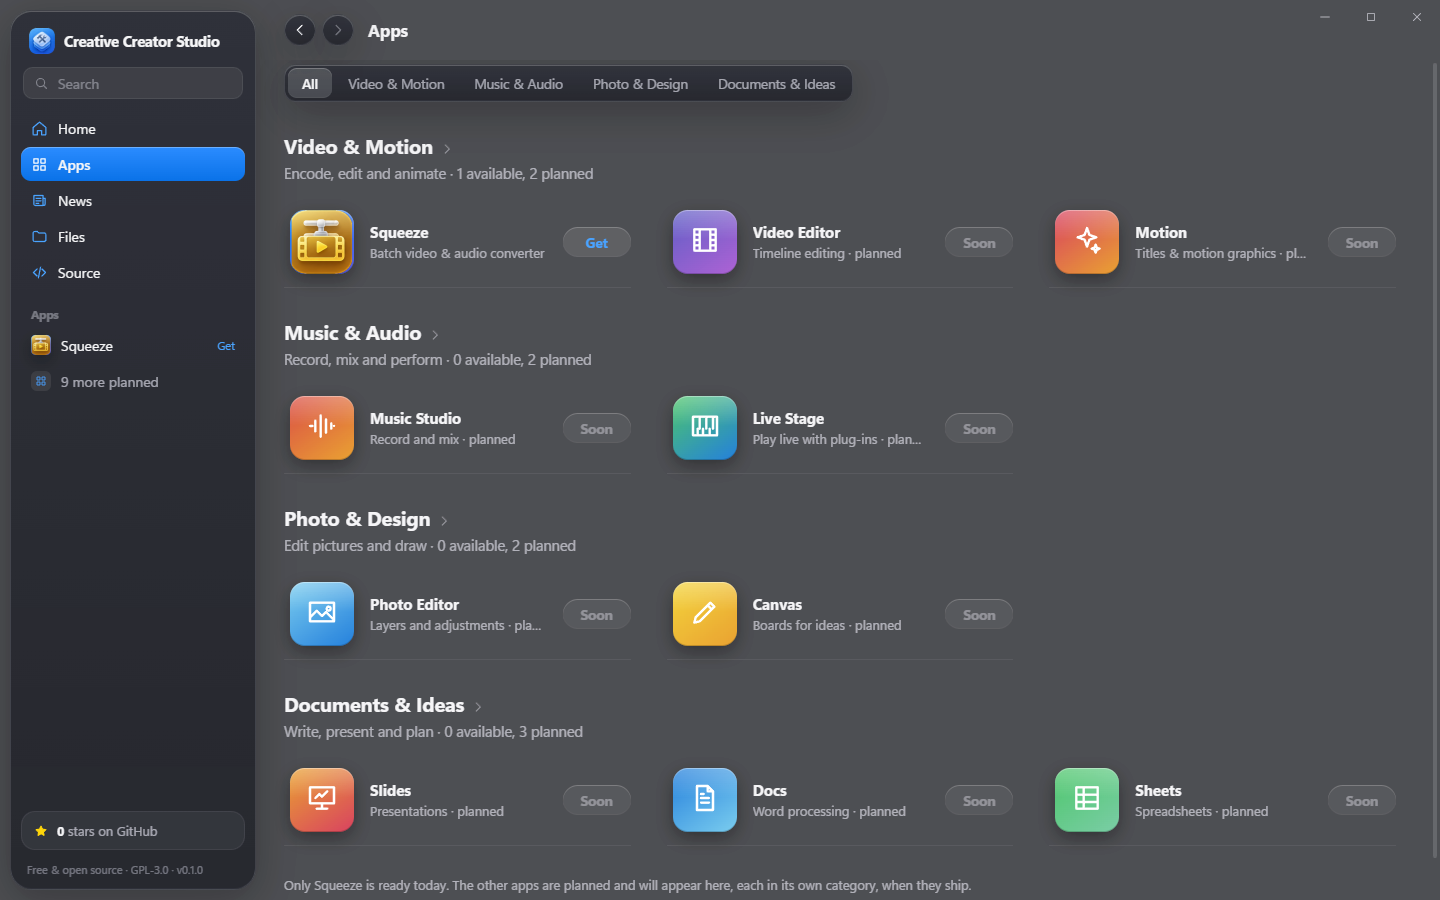 Creative Creator Studio
Search
Home
Apps
News
Files
Source
Apps
Squeeze Get
9 more planned
0 stars on GitHub
Free & open source · GPL-3.0 · v0.1.0
Apps
All Video & Motion Music & Audio Photo & Design Documents & Ideas
Video & Motion
Encode, edit and animate · 1 available, 2 planned
Squeeze
Batch video & audio converter
Get
Video Editor
Timeline editing · planned
Soon
Motion
Titles & motion graphics · pl...
Soon
Music & Audio
Record, mix and perform · 0 available, 2 planned
Music Studio
Record and mix · planned
Soon
Live Stage
Play live with plug-ins · plan...
Soon
Photo & Design
Edit pictures and draw · 0 available, 2 planned
Photo Editor
Layers and adjustments · pla...
Soon
Canvas
Boards for ideas · planned
Soon
Documents & Ideas
Write, present and plan · 0 available, 3 planned
Slides
Presentations · planned
Soon
Docs
Word processing · planned
Soon
Sheets
Spreadsheets · planned
Soon
Only Squeeze is ready today. The other apps are planned and will appear here, each in its own category, when they ship.